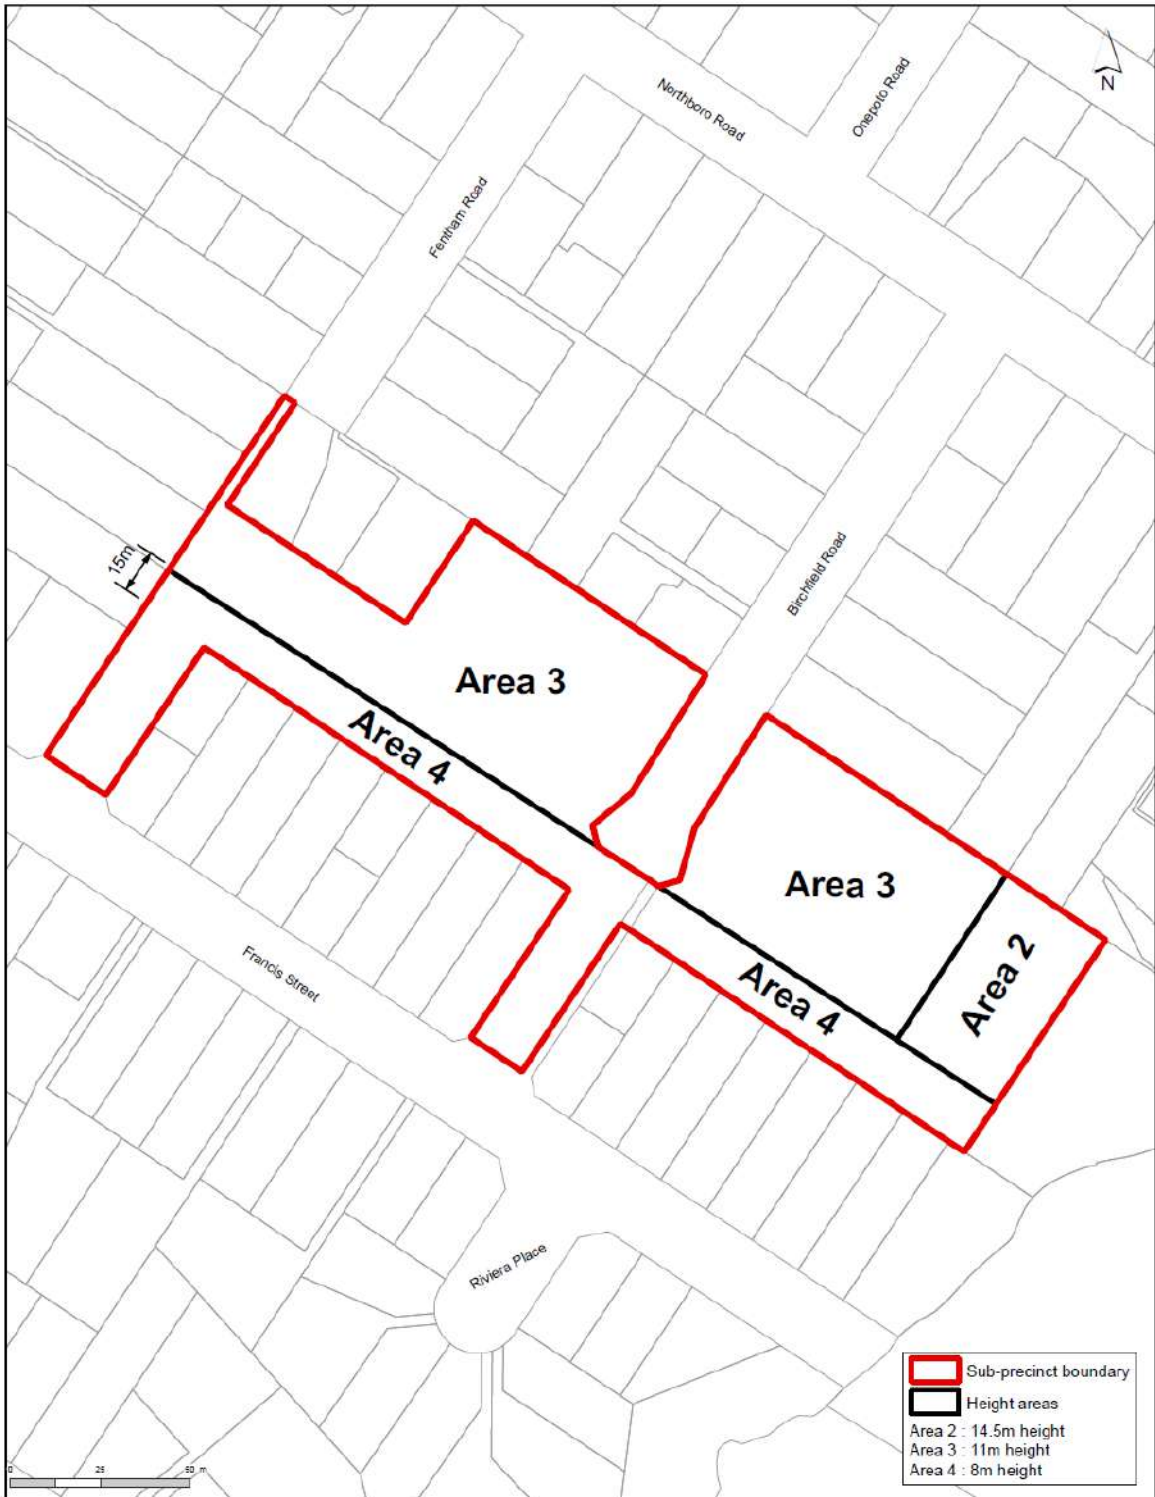 Northboro Road
Onepoto Road
N
Fentham Road
15m
Birchfield Road
Area 3
Area 4
Area 3
Area 2
Area 4
Francis Street
Riviera Place
Sub-precinct boundary
Height areas
Area 2 : 14.5m height
Area 3 : 11m height
Area 4 : 8m height
0 25 50 m